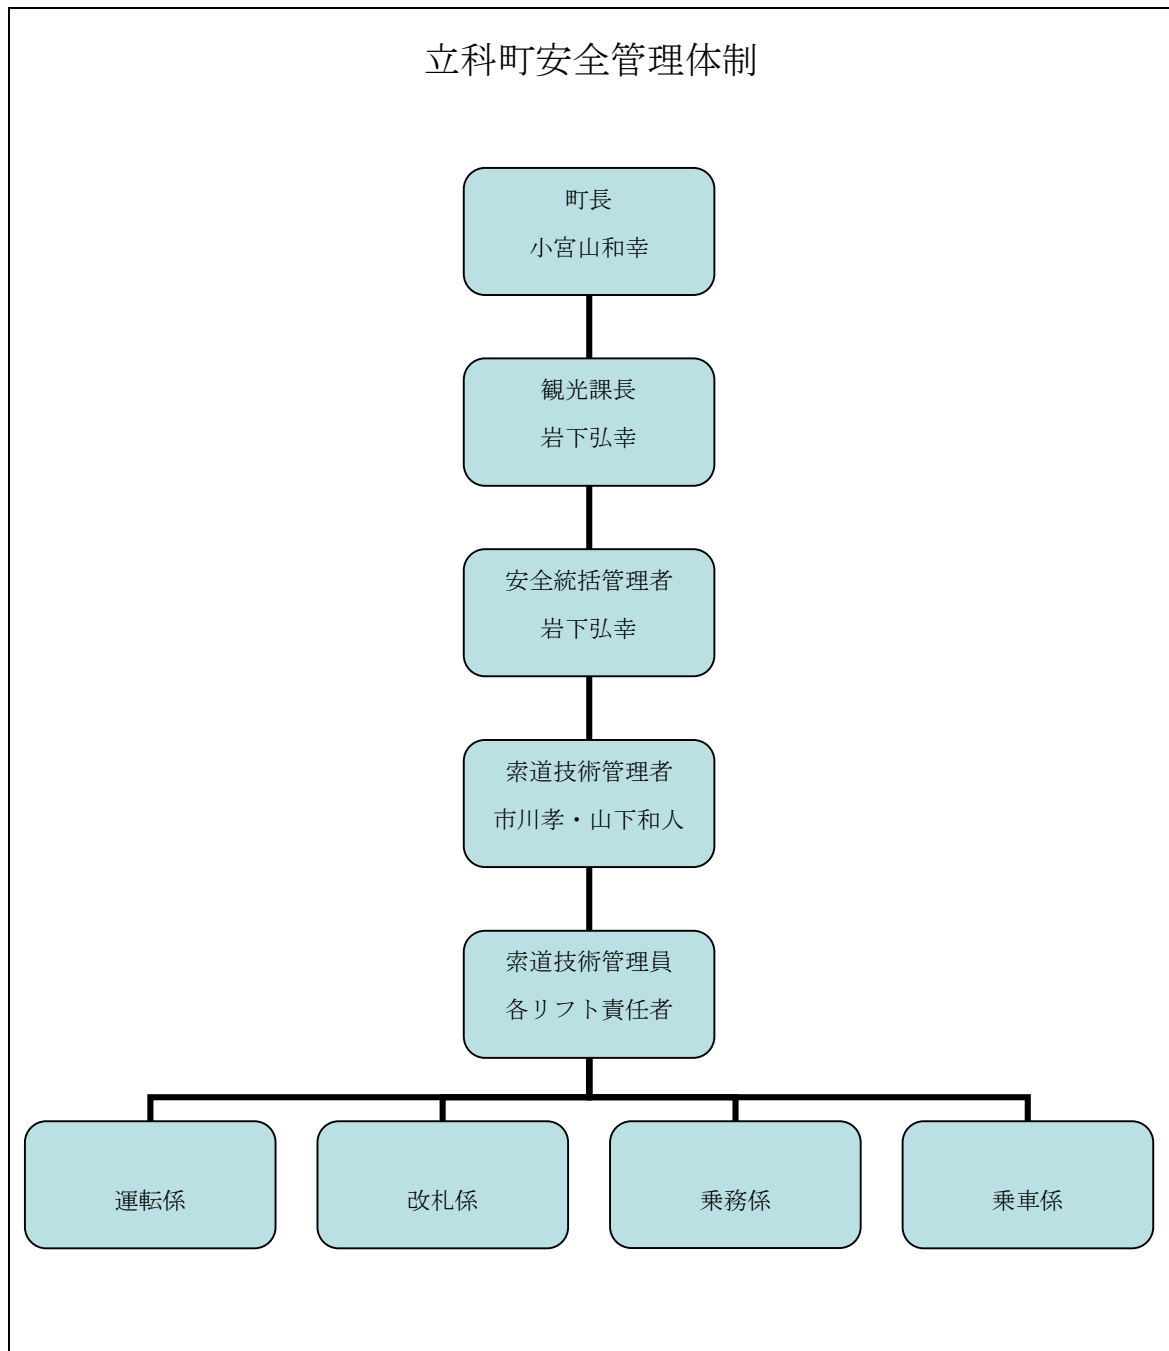 立科町安全管理体制
町長
小宮山和幸
観光課長
岩下弘幸
安全統括管理者
岩下弘幸
索道技術管理者
市川孝・山下和人
索道技術管理員
各リフト責任者
運転係
改札係
乗務係
乗車係